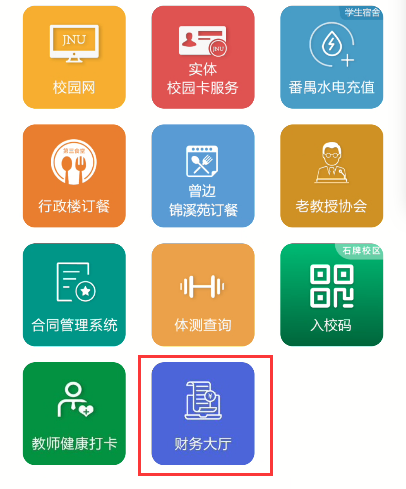 学生宿舍
JNU
校园网
JNU
实体
校园卡服务
番禺水电充值
第三食堂
行政楼订餐
曾边
锦溪苑订餐
老教授协会
合同管理系统
体测查询
石牌校区
入校码
教师健康打卡
财务大厅